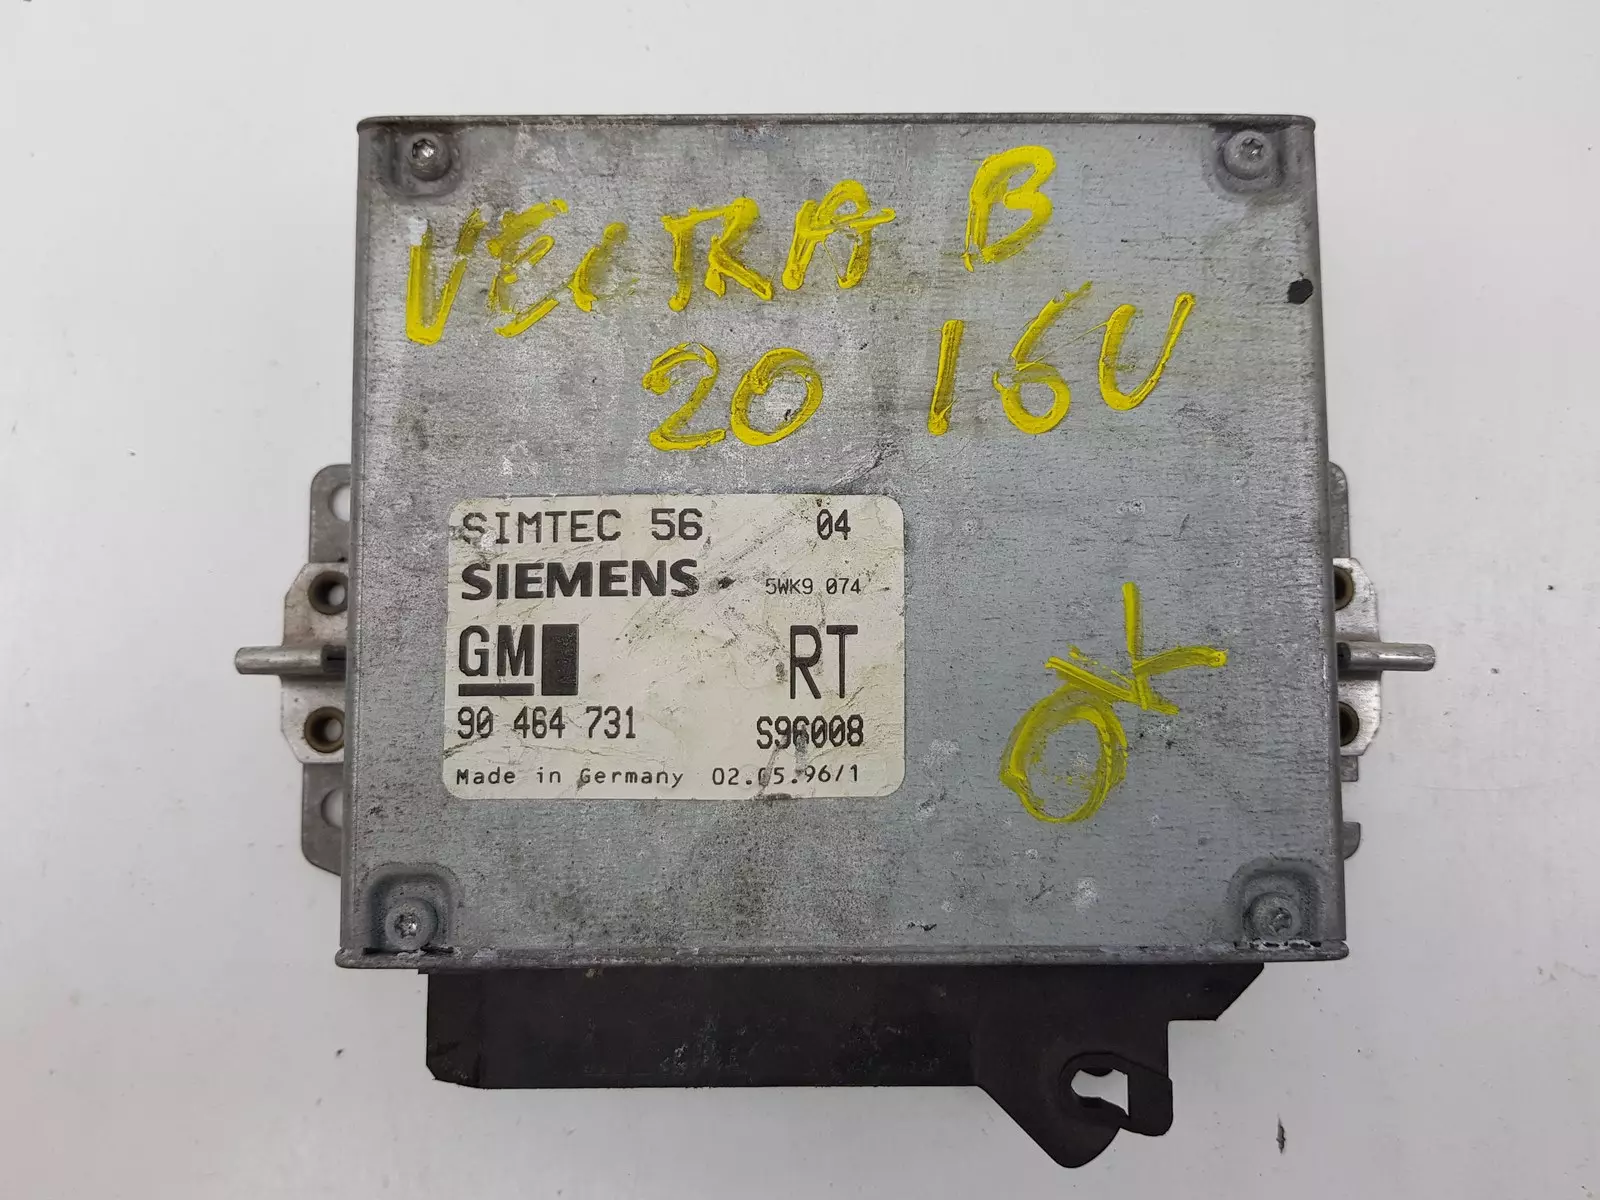 VECTRA B
20 16V
SIMTEC 56 04
SIEMENS 5WK9 074
GM RT
90 464 731 S96008
Made in Germany 02.05.96/1
OK